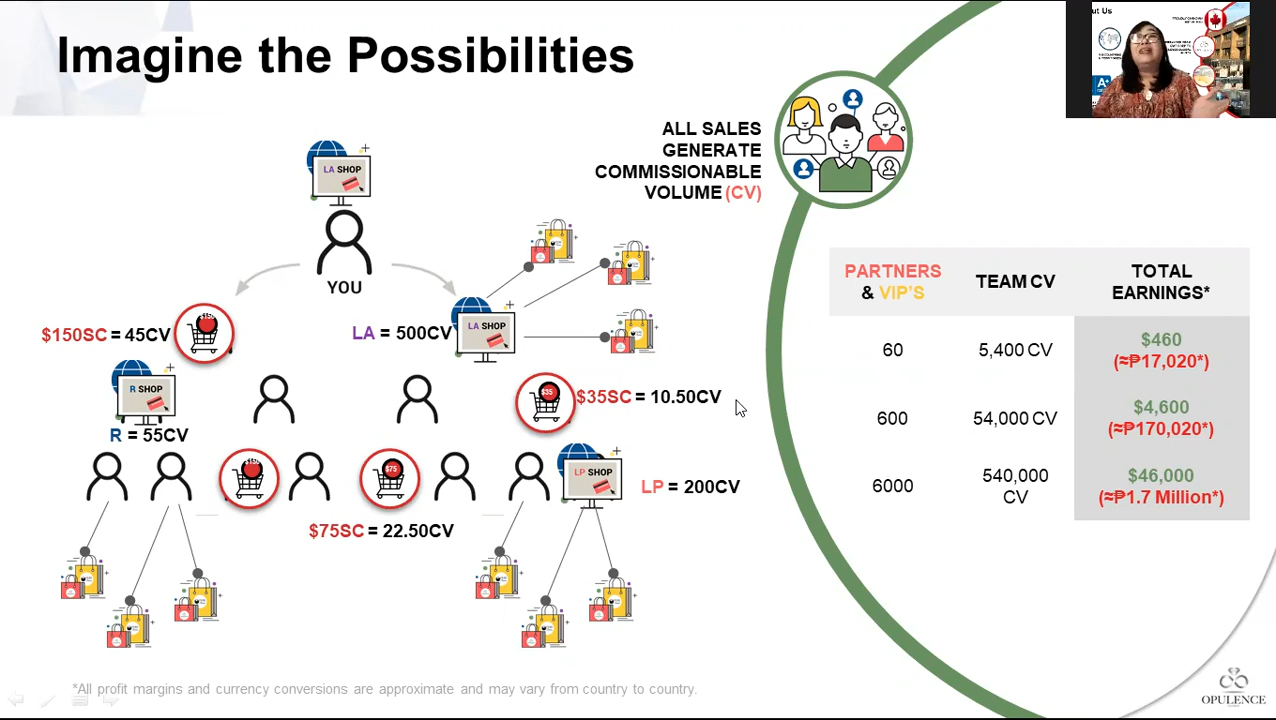 Imagine the Possibilities
ut Us
A+
ALL SALES
GENERATE
COMMISSIONABLE
VOLUME (CV)
LA SHOP
YOU
$150SC = 45CV
LA = 500CV
LA SHOP
R SHOP
R = 55CV
$35
$35SC = 10.50CV
$75
LP SHOP
LP = 200CV
$75SC = 22.50CV
PARTNERS
& VIP'S
TEAM CV
TOTAL
EARNINGS*
60
5,400 CV
$460
(≈₱17,020*)
600
54,000 CV
$4,600
(≈₱170,020*)
6000
540,000
CV
$46,000
(≈₱1.7 Million*)
*All profit margins and currency conversions are approximate and may vary from country to country.
OPULENCE